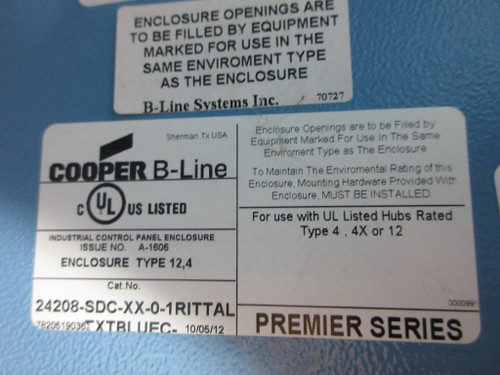 ENCLOSURE OPENINGS ARE
TO BE FILLED BY EQUIPMENT
MARKED FOR USE IN THE
SAME ENVIROMENT TYPE
AS THE ENCLOSURE
B-Line Systems Inc. 70727
Sherman Tx USA
COOPER B-Line
C UL US LISTED
INDUSTRIAL CONTROL PANEL ENCLOSURE
ISSUE NO. A-1606
ENCLOSURE TYPE 12,4
Cat.No.
24208-SDC-XX-0-1RITTAL
TXTBLUEC- 10/05/12
Enclosure Openings are to be Filled by
Equipment Marked For Use In The Same
Enviroment Type as The Enclosure
To Maintain The Enviromental Rating of this
Enclosure, Mounting Hardware Provided With
Enclosure, MUST BE INSTALLED
For use with UL Listed Hubs Rated
Type 4 , 4X or 12
PREMIER SERIES